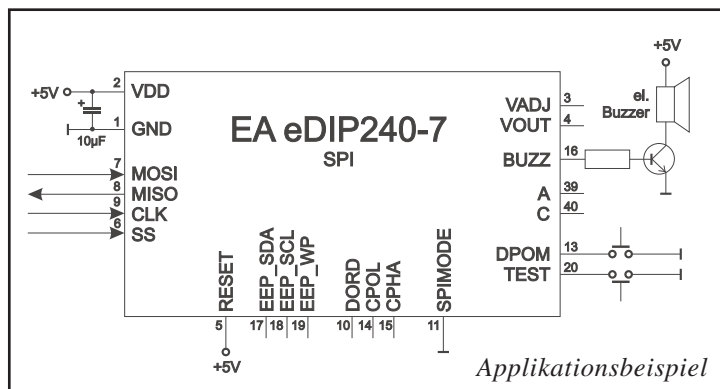 +5V
2
VDD
+5V
+
1
GND
10µF
EA eDIP240-7
SPI
7
MOSI
8
MISO
9
CLK
6
SS
VADJ
3
VOUT
4
el.
Buzzer
BUZZ
16
A
39
C
40
DPOM
13
TEST
20
RESET
EEP_SDA
EEP_SCL
EEP_WP
DORD
CPOL
CPHA
SPIMODE
5
17
18
19
10
14
15
11
+5V
Applikationsbeispiel